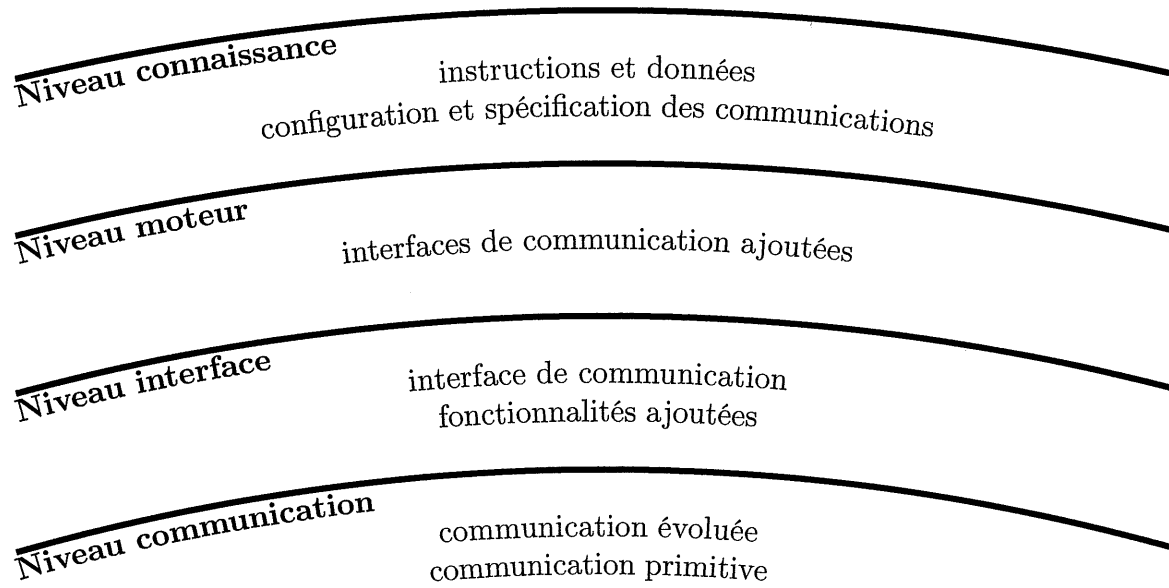 Niveau connaissance
instructions et données
configuration et spécification des communications
Niveau moteur
interfaces de communication ajoutées
Niveau interface
interface de communication
fonctionnalités ajoutées
Niveau communication
communication évoluée
communication primitive